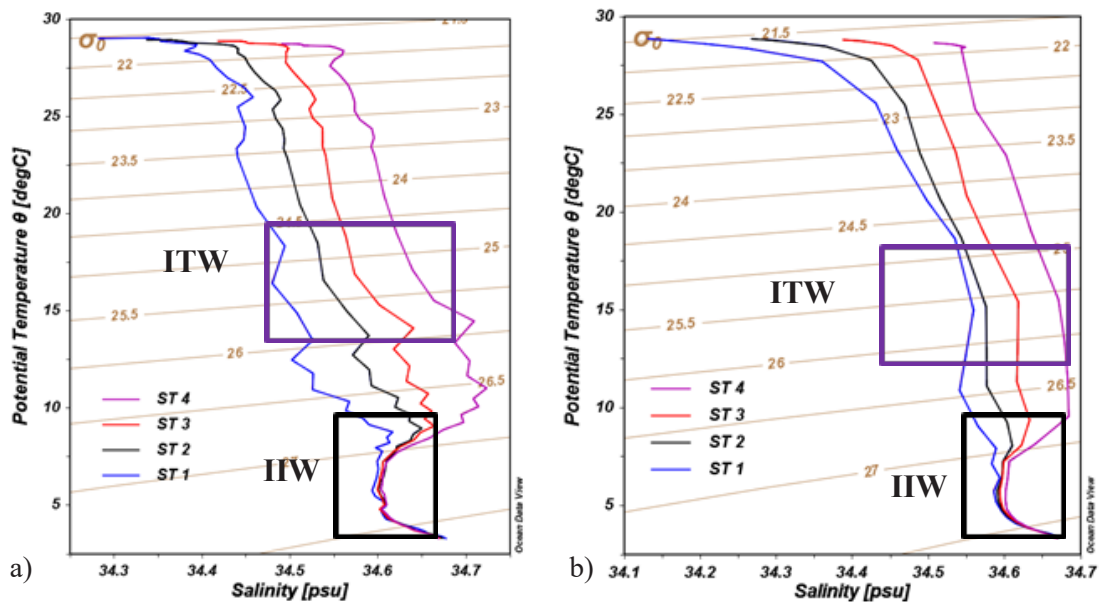 a)
Potential Temperature θ [degC]
30
25
20
15
10
5
σ0
21.5
22
22.5
23
23.5
24
24.5
25
25.5
26
26.5
27
ITW
IIW
ST 4
ST 3
ST 2
ST 1
34.3
34.4
34.5
34.6
34.7
Salinity [psu]
Ocean Data View
b)
Potential Temperature θ [degC]
30
25
20
15
10
5
σ0
21.5
22
22.5
23
23.5
24
24.5
25
25.5
26
26.5
27
ITW
IIW
ST 4
ST 3
ST 2
ST 1
34.1
34.2
34.3
34.4
34.5
34.6
34.7
Salinity [psu]
Ocean Data View